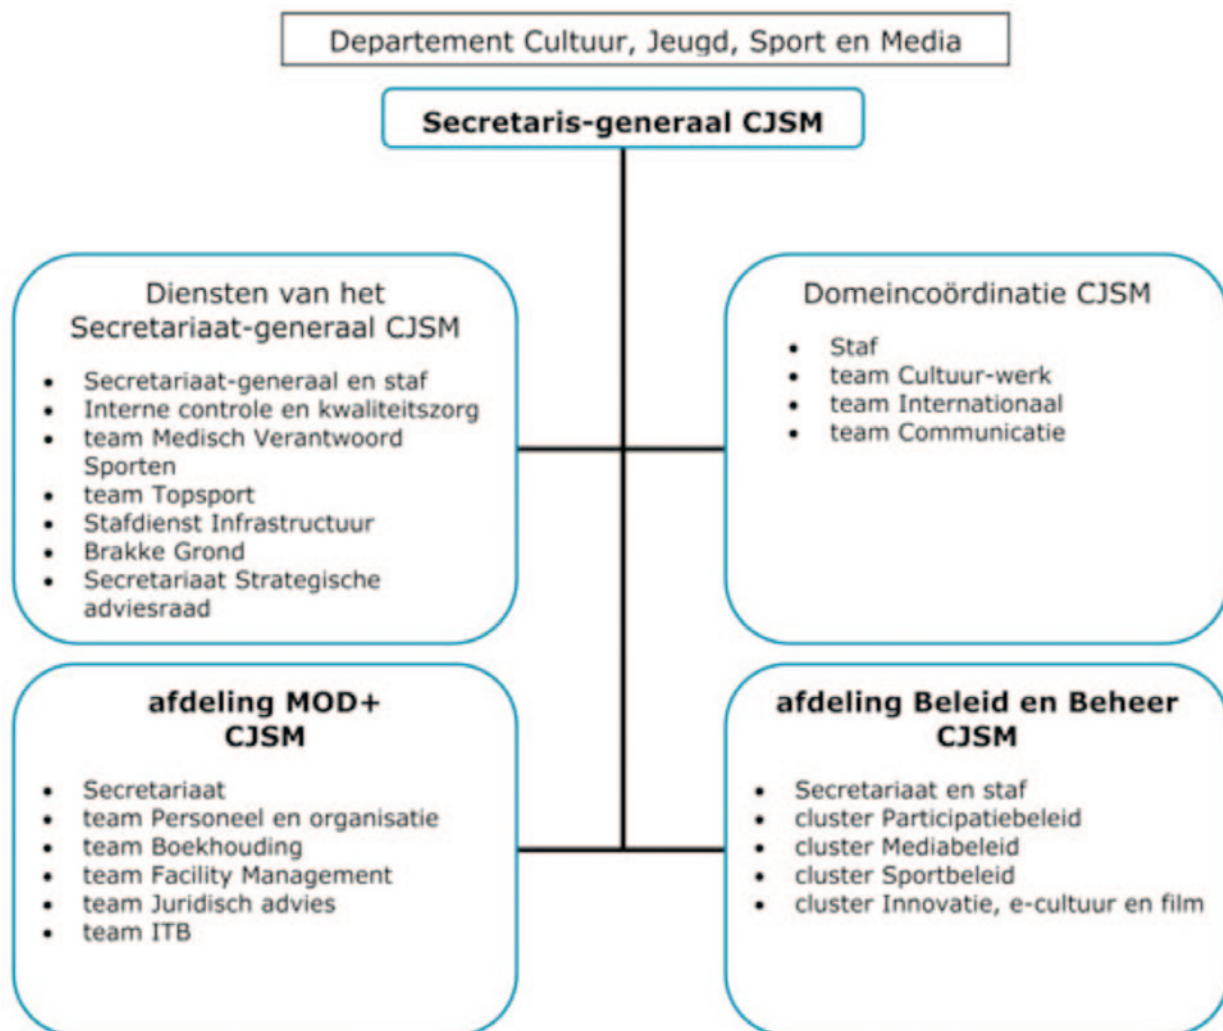 Departement Cultuur, Jeugd, Sport en Media
Secretaris-generaal CJSM
Diensten van het
Secretariaat-generaal CJSM
• Secretariaat-generaal en staf
• Interne controle en kwaliteitszorg
• team Medisch Verantwoord
Sporten
• team Topsport
• Stafdienst Infrastructuur
• Brakke Grond
• Secretariaat Strategische
adviesraad
Domeincoördinatie CJSM
• Staf
• team Cultuur-werk
• team Internationaal
• team Communicatie
afdeling MOD+
CJSM
• Secretariaat
• team Personeel en organisatie
• team Boekhouding
• team Facility Management
• team Juridisch advies
• team ITB
afdeling Beleid en Beheer
CJSM
• Secretariaat en staf
• cluster Participatiebeleid
• cluster Mediabeleid
• cluster Sportbeleid
• cluster Innovatie, e-cultuur en film